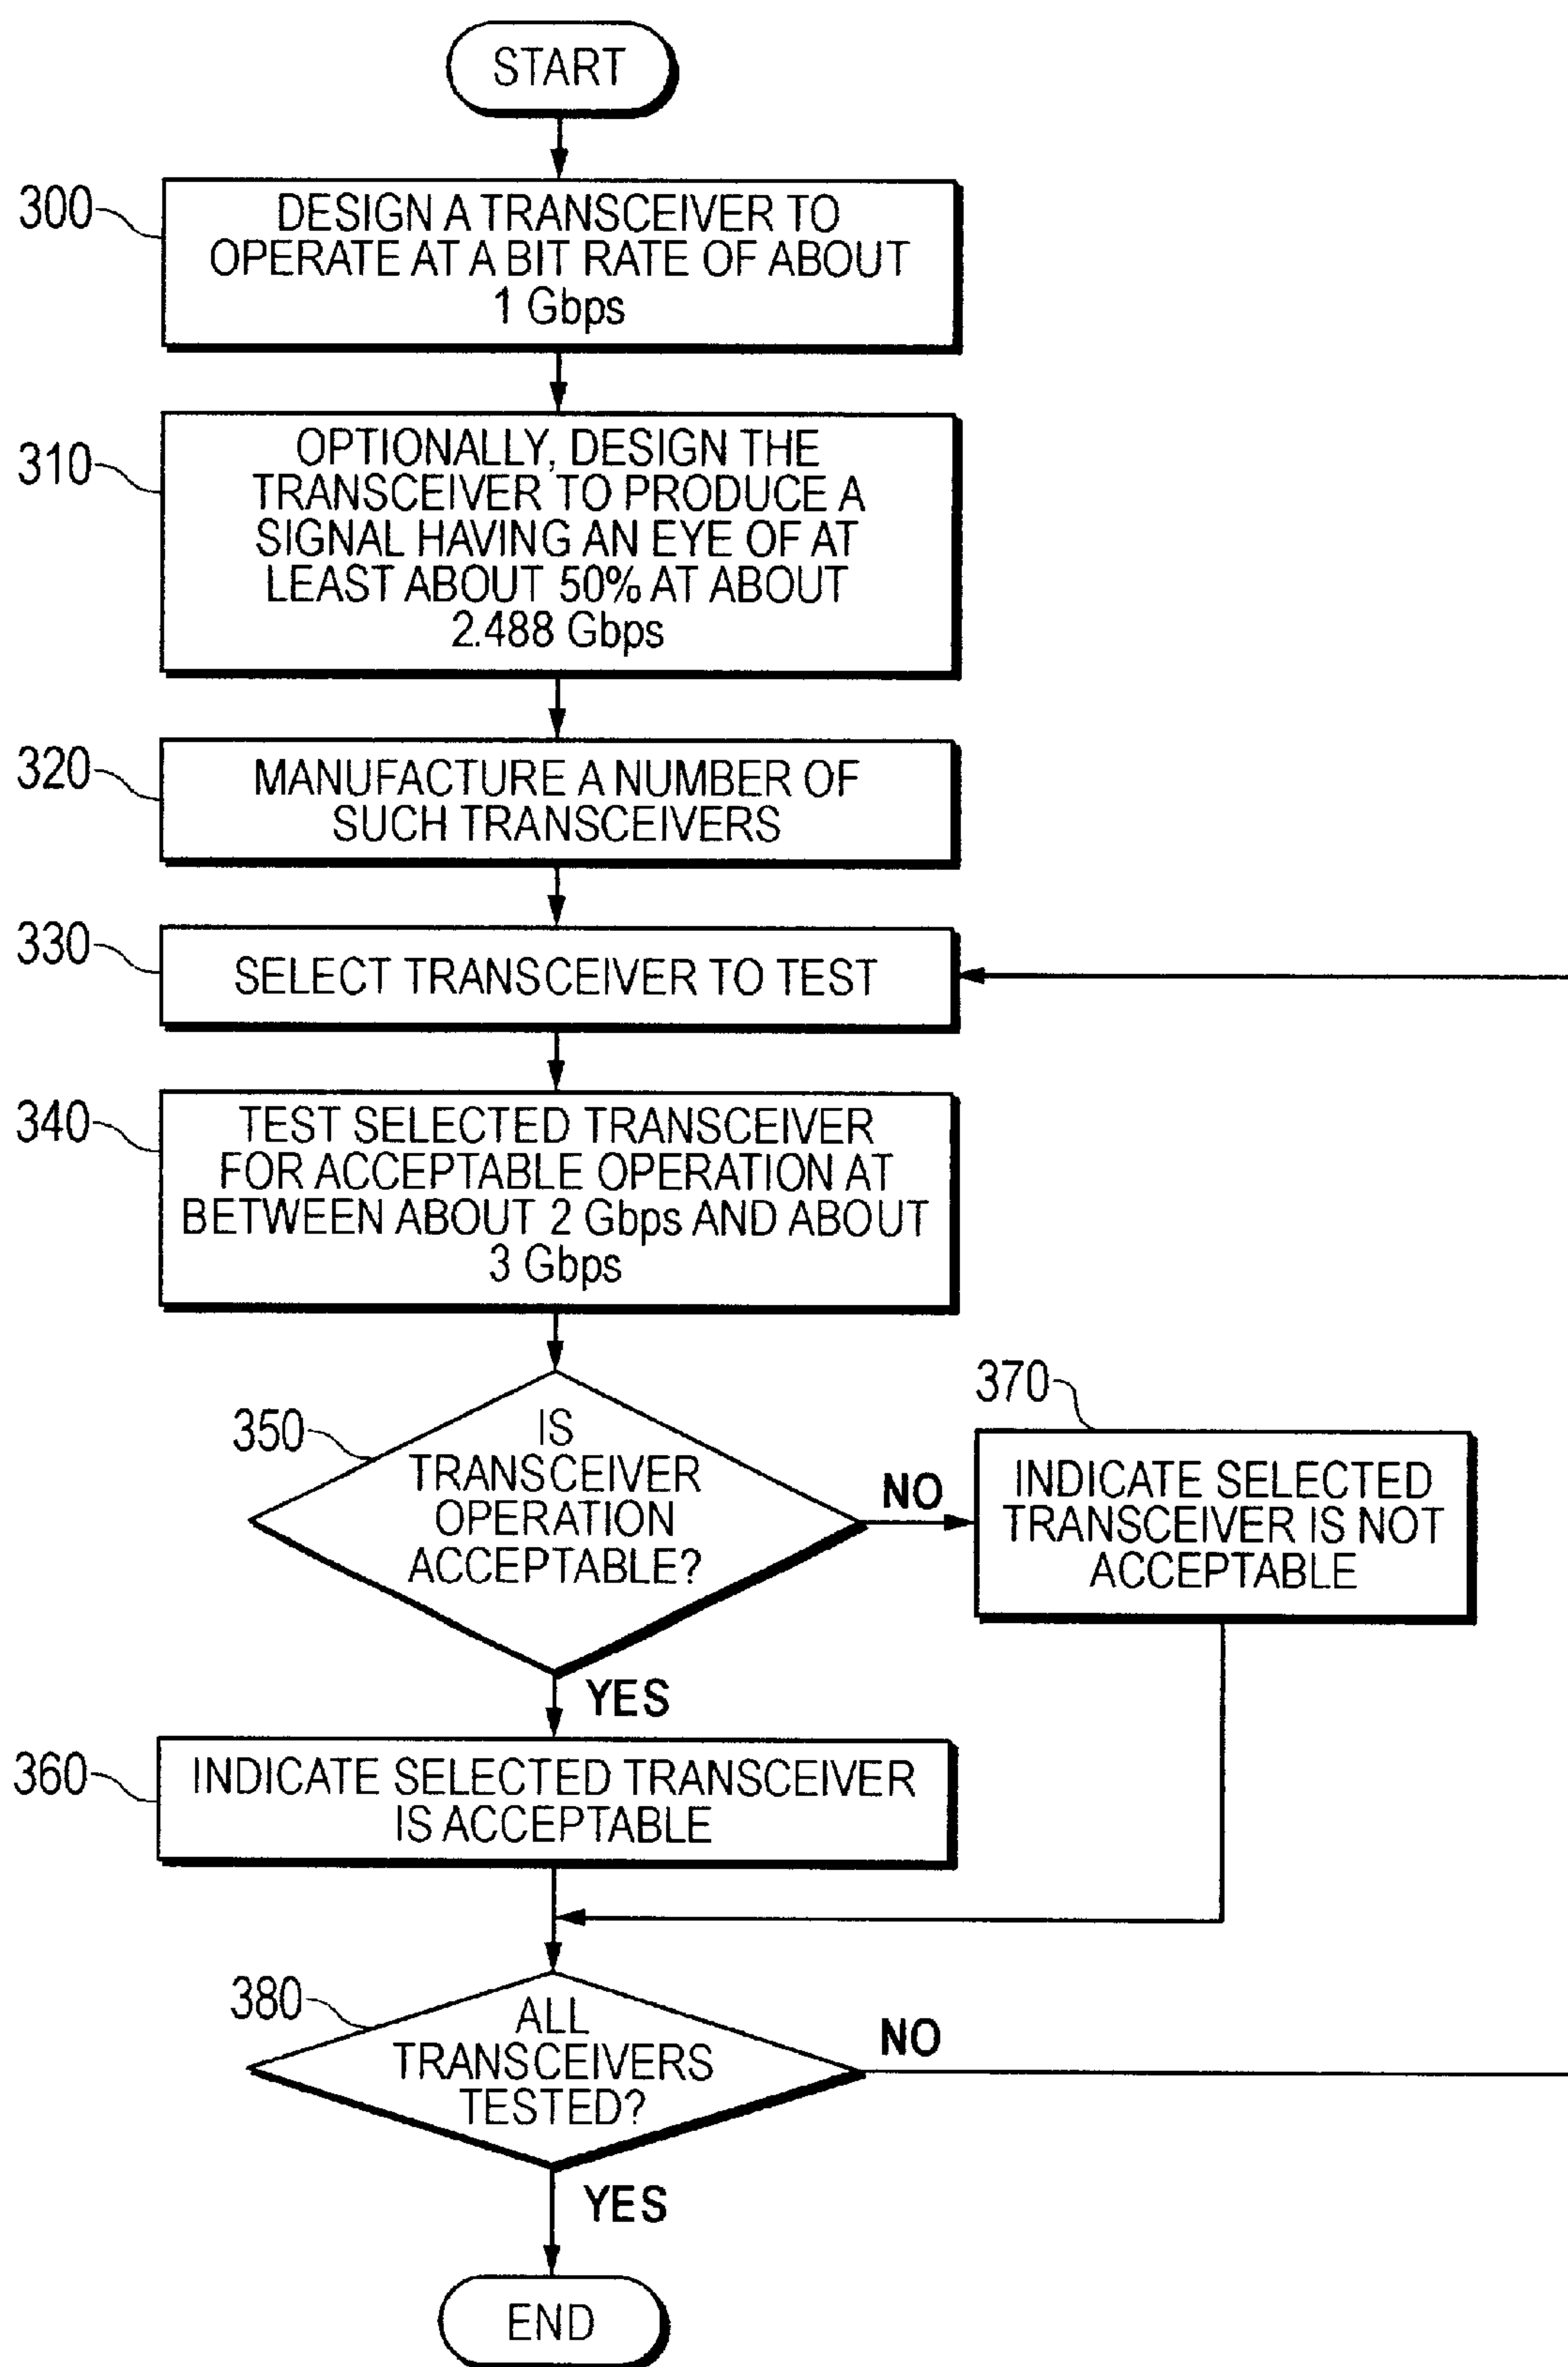 START
300
DESIGN A TRANSCEIVER TO
OPERATE AT A BIT RATE OF ABOUT
1 Gbps
310
OPTIONALLY, DESIGN THE
TRANSCEIVER TO PRODUCE A
SIGNAL HAVING AN EYE OF AT
LEAST ABOUT 50% AT ABOUT
2.488 Gbps
320
MANUFACTURE A NUMBER OF
SUCH TRANSCEIVERS
330
SELECT TRANSCEIVER TO TEST
340
TEST SELECTED TRANSCEIVER
FOR ACCEPTABLE OPERATION AT
BETWEEN ABOUT 2 Gbps AND ABOUT
3 Gbps
350
IS
TRANSCEIVER
OPERATION
ACCEPTABLE?
NO
370
INDICATE SELECTED
TRANSCEIVER IS NOT
ACCEPTABLE
YES
360
INDICATE SELECTED TRANSCEIVER
IS ACCEPTABLE
380
ALL
TRANSCEIVERS
TESTED?
NO
YES
END